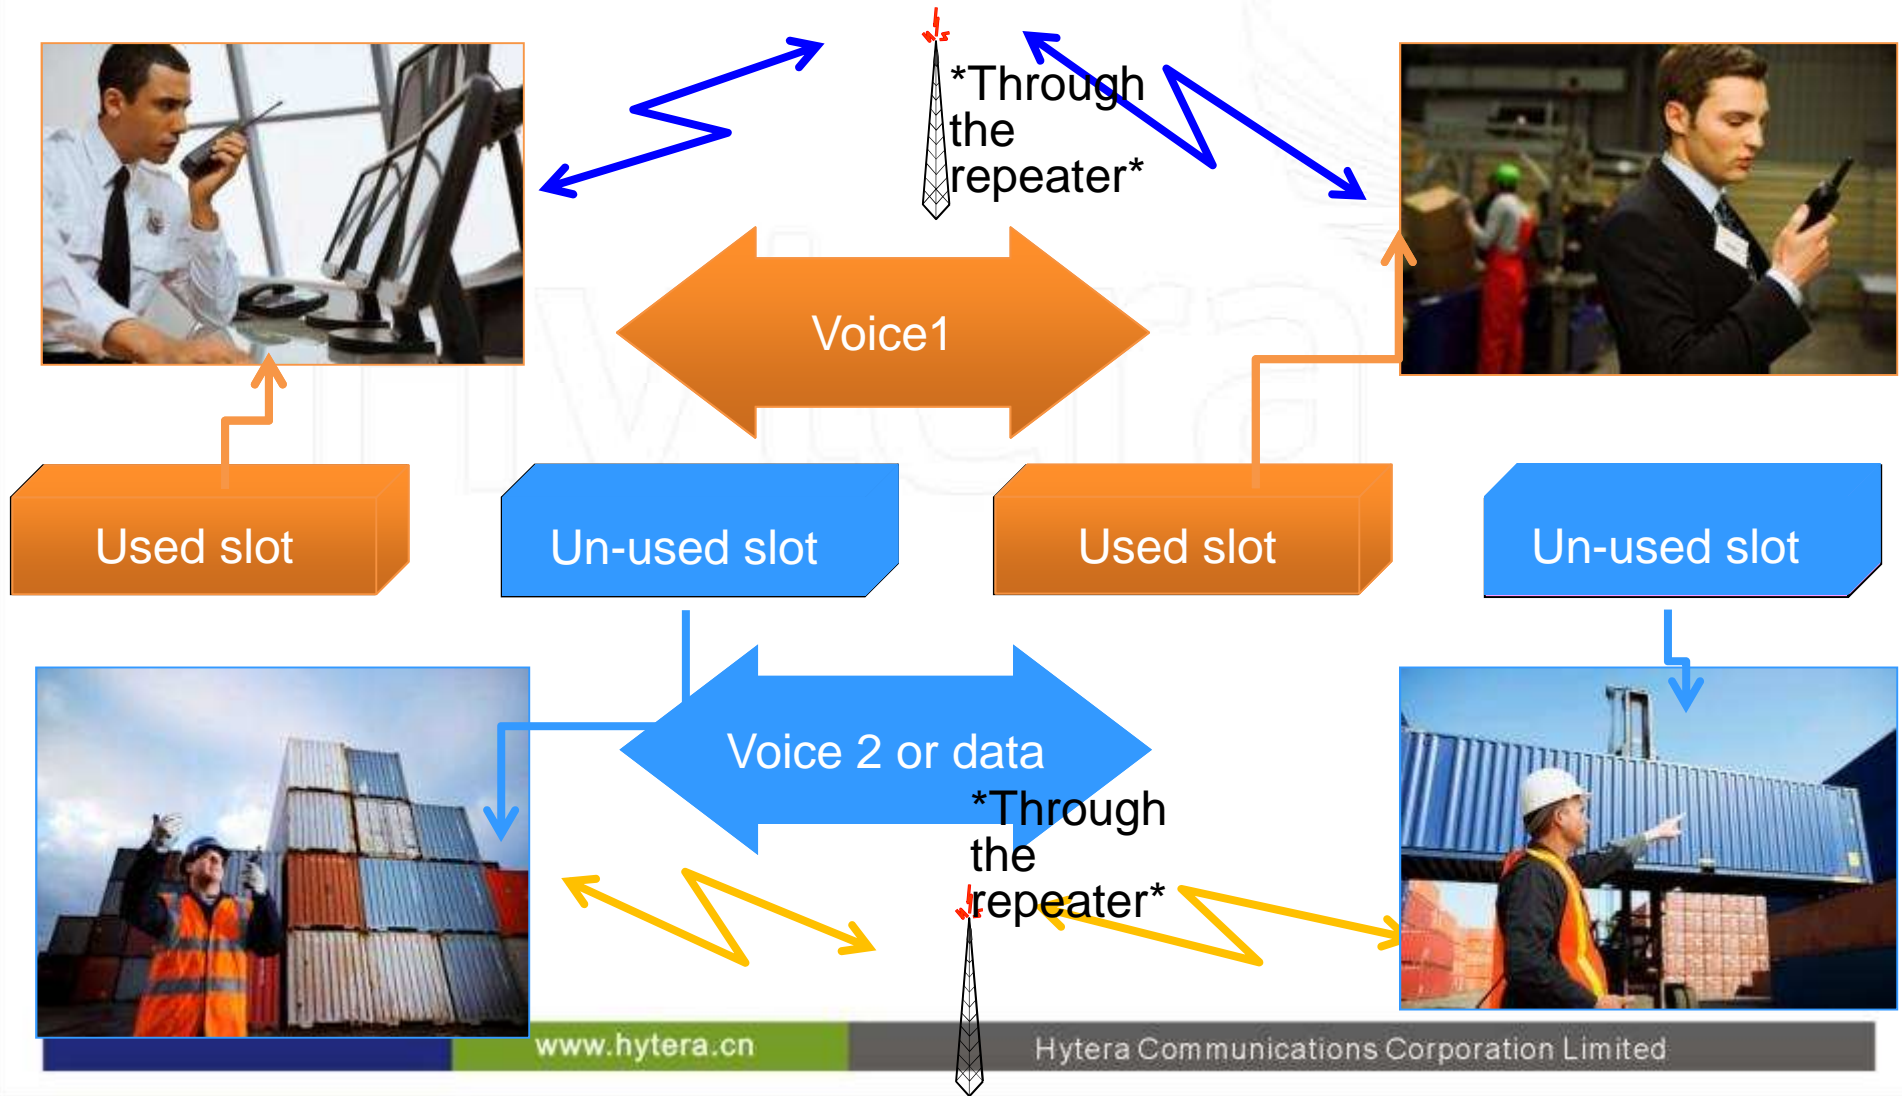 *Through
the
repeater*
Voice1
Used slot
Un-used slot
Used slot
Un-used slot
Voice 2 or data
*Through
the
repeater*
www.hytera.cn
Hytera Communications Corporation Limited
Hytera